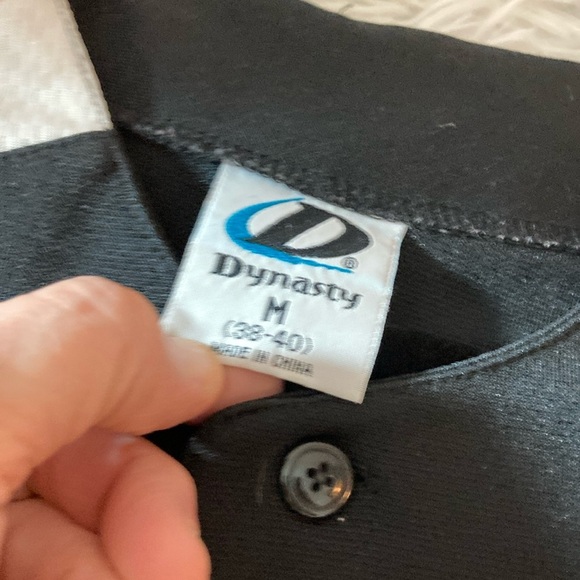 D®
Dynasty
M
(38-40)
MADE IN CHINA